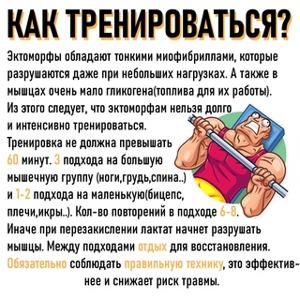 КАК ТРЕНИРОВАТЬСЯ?
Эктоморфы обладают тонкими миофибриллами, которые
разрушаются даже при небольших нагрузках. А также в
мышцах очень мало гликогена(топлива для их работы).
Из этого следует, что эктоморфам нельзя долго
и интенсивно тренироваться.
Тренировка не должна превышать
60 минут. 3 подхода на большую
мышечную группу (ноги,грудь,спина..)
и 1-2 подхода на маленькую(бицепс,
плечи,икры..). Кол-во повторений в подходе 6-8.
Иначе при перезакислении лактат начнет разрушать
мышцы. Между подходами отдых для восстановления.
Обязательно соблюдать правильную технику, это эффектив-
нее и снижает риск травмы.